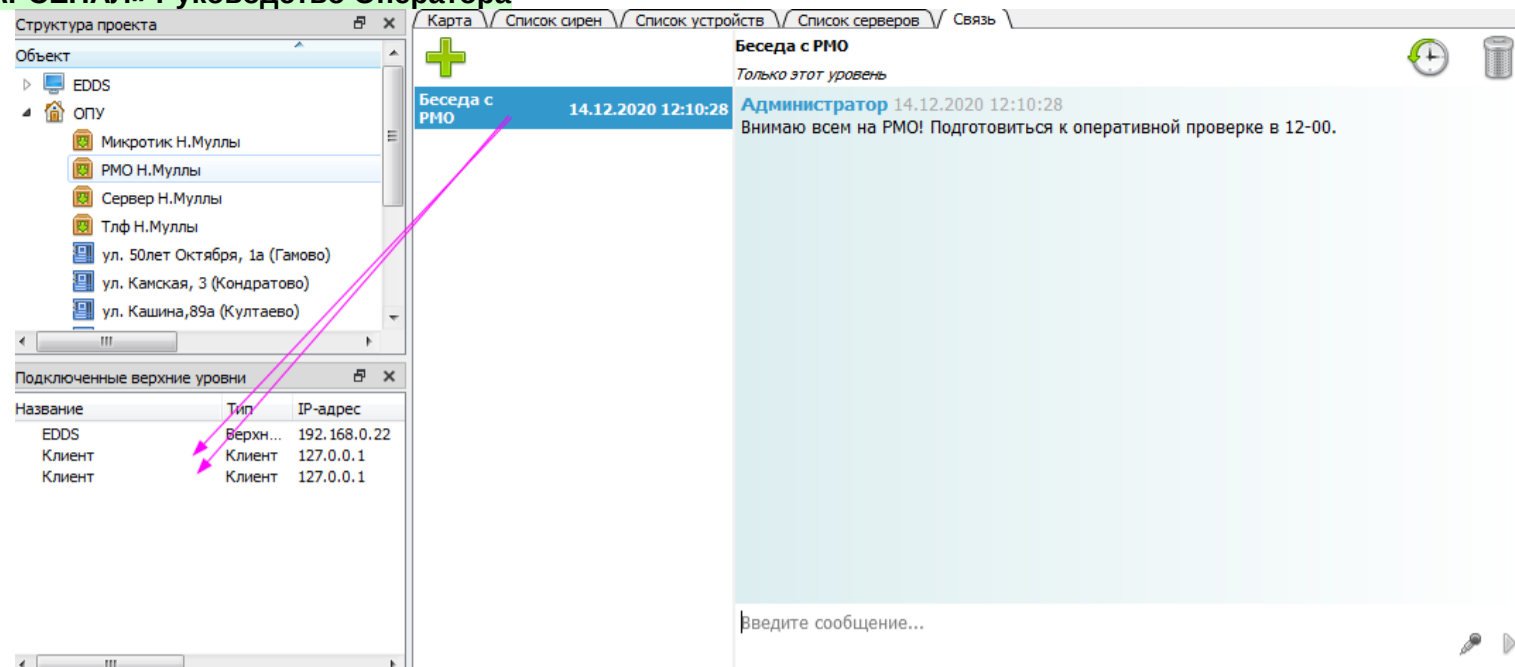 АРСЕНАЛ» Руководство Оператора
Структура проекта
Объект
EDDS
ОПУ
Микротик Н.Муллы
РМО Н.Муллы
Сервер Н.Муллы
Тлф Н.Муллы
ул. 50лет Октября, 1а (Гамово)
ул. Камская, 3 (Кондратово)
ул. Кашина,89а (Култаево)
Подключенные верхние уровни
Название Тип IP-адрес
EDDS Верхн... 192.168.0.22
Клиент Клиент 127.0.0.1
Клиент Клиент 127.0.0.1
Карта Список сирен Список устройств Список серверов Связь
Беседа с РМО 14.12.2020 12:10:28
Беседа с РМО
Только этот уровень
Администратор 14.12.2020 12:10:28
Внимаю всем на РМО! Подготовиться к оперативной проверке в 12-00.
Введите сообщение...